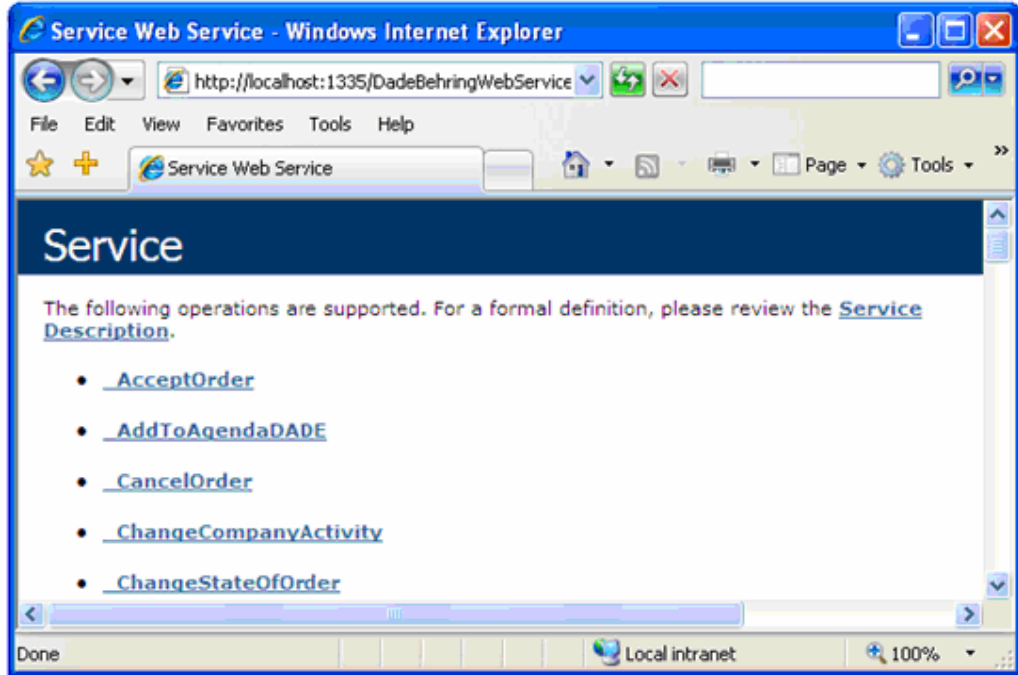 Service Web Service - Windows Internet Explorer
http://localhost:1335/DadeBehringWebService
File Edit View Favorites Tools Help
Service Web Service Page Tools »
Service
The following operations are supported. For a formal definition, please review the Service
Description.
• _AcceptOrder
• _AddToAgendaDADE
• _CancelOrder
• _ChangeCompanyActivity
• _ChangeStateOfOrder
Done Local intranet 100%